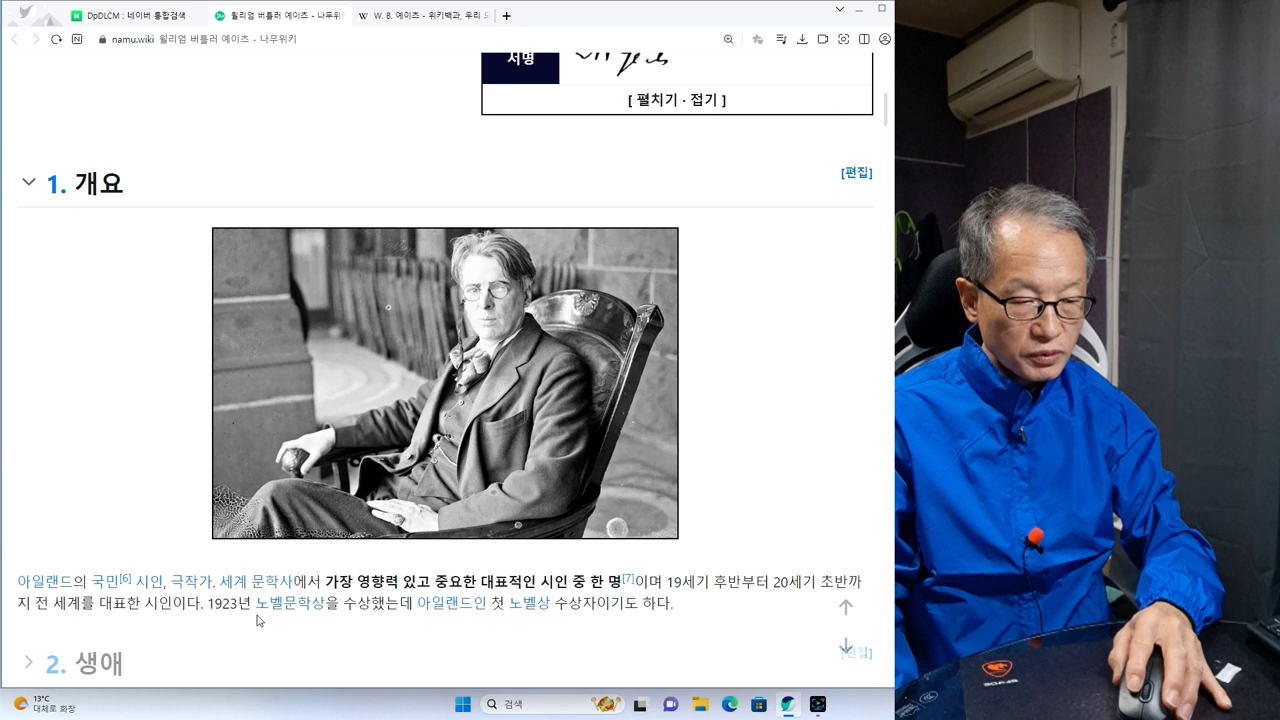 DpDLCM : 네이버 통합검색
윌리엄 버틀러 예이츠 - 나무위키
W. B. 예이츠 - 위키백과, 우리 모
namu.wiki 윌리엄 버틀러 예이츠 - 나무위키
서명
[ 펼치기 · 접기 ]
1. 개요
[편집]
아일랜드의 국민[6] 시인, 극작가. 세계 문학사에서 가장 영향력 있고 중요한 대표적인 시인 중 한 명[7]이며 19세기 후반부터 20세기 초반까
지 전 세계를 대표한 시인이다. 1923년 노벨문학상을 수상했는데 아일랜드인 첫 노벨상 수상자이기도 하다.
2. 생애
[편집]
13°C
대체로 화창
검색